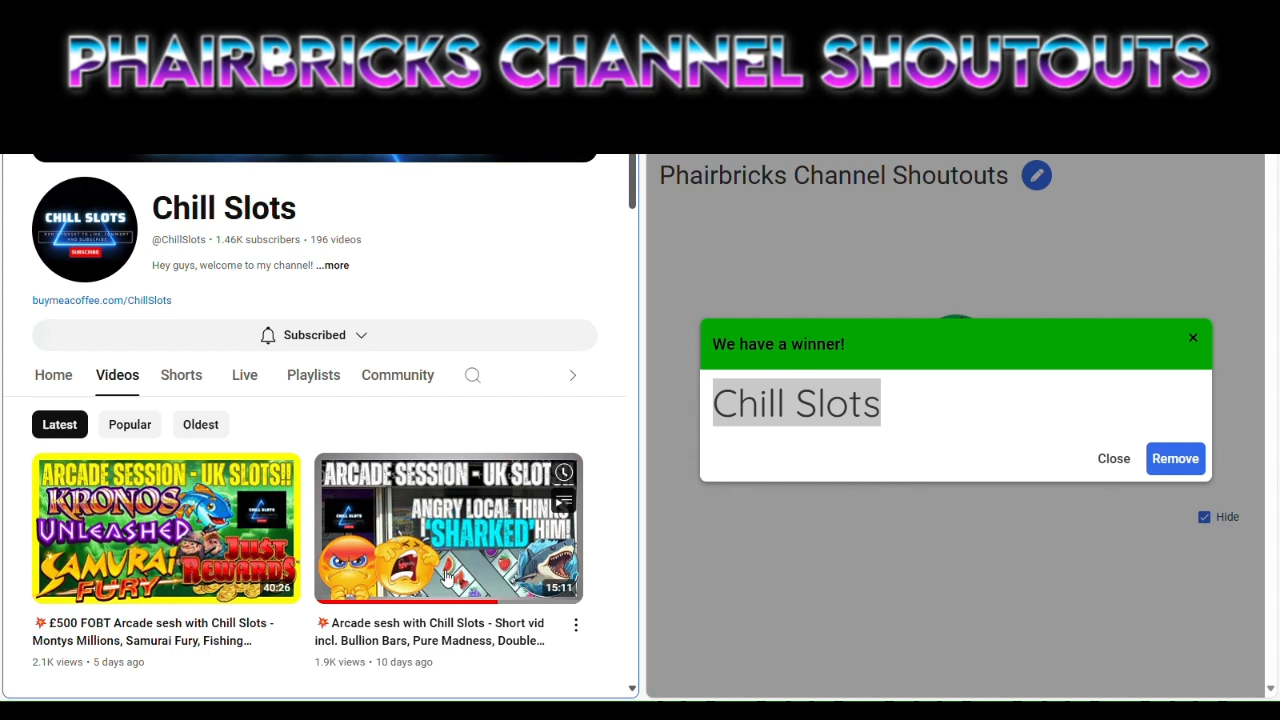 PHAIRBRICKS CHANNEL SHOUTOUTS
CHILL SLOTS
SUBSCRIBE
Chill Slots
@ChillSlots • 1.46K subscribers • 196 videos
Hey guys, welcome to my channel! ...more
buymeacoffee.com/ChillSlots
Subscribed
Home Videos Shorts Live Playlists Community
Latest Popular Oldest
ARCADE SESSION - UK SLOTS!!
KRONOS
UNLEASHED
SAMURAI
FURY
JUST
REWARDS
40:26
💥 £500 FOBT Arcade sesh with Chill Slots -
Montys Millions, Samurai Fury, Fishing...
2.1K views • 5 days ago
ARCADE SESSION - UK SLOT
ANGRY LOCAL THINKS
'SHARKED'
HIM!
15:11
💥 Arcade sesh with Chill Slots - Short vid
incl. Bullion Bars, Pure Madness, Double...
1.9K views • 10 days ago
Phairbricks Channel Shoutouts
We have a winner!
×
Chill Slots
Close Remove
Hide